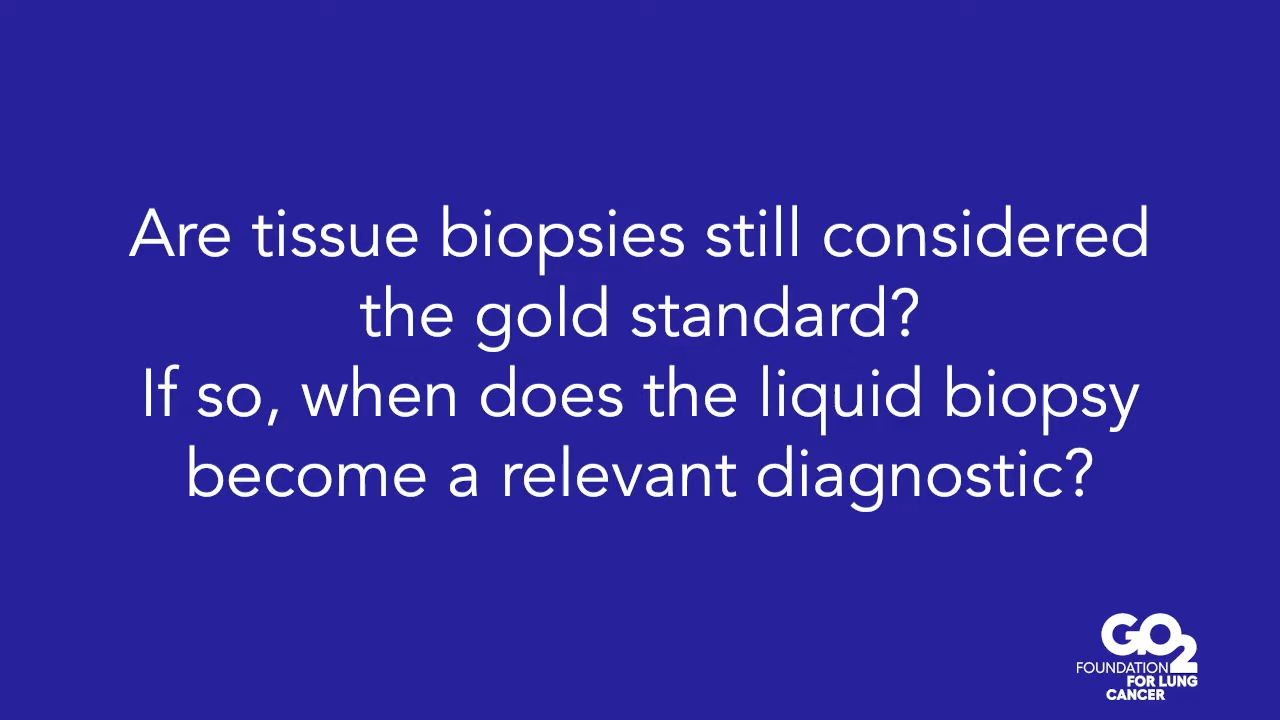 Are tissue biopsies still considered
the gold standard?
If so, when does the liquid biopsy
become a relevant diagnostic?
GO2
FOUNDATION
FOR LUNG
CANCER